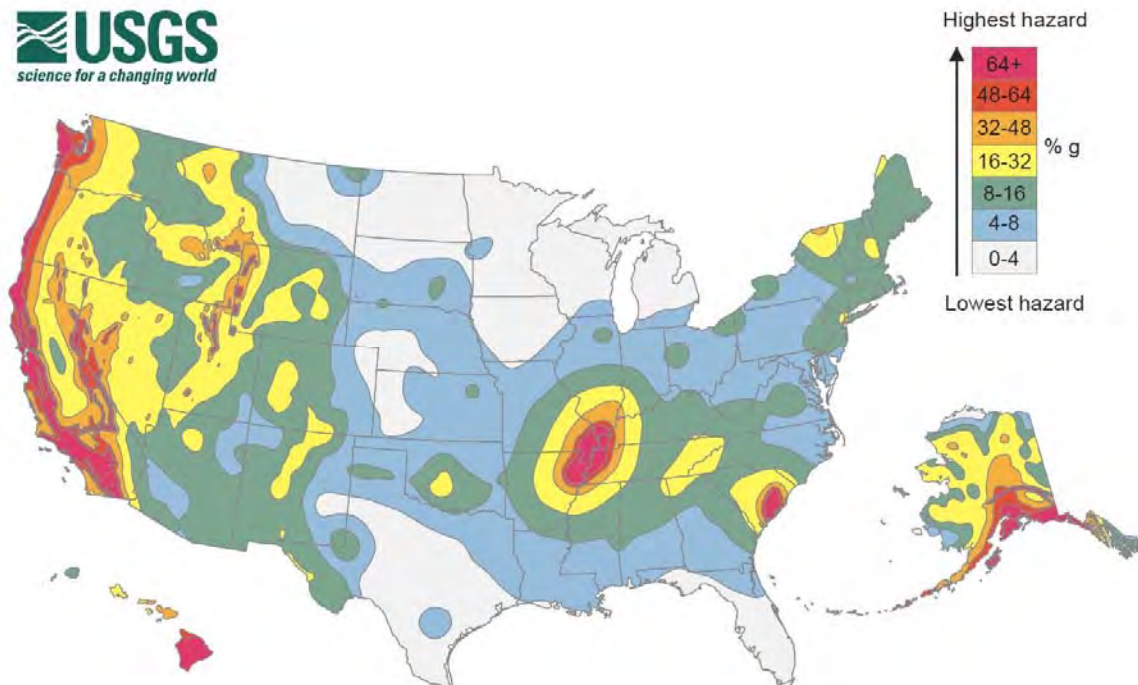 USGS
science for a changing world
Highest hazard
64+
48-64
32-48
16-32
8-16
4-8
0-4
% g
Lowest hazard